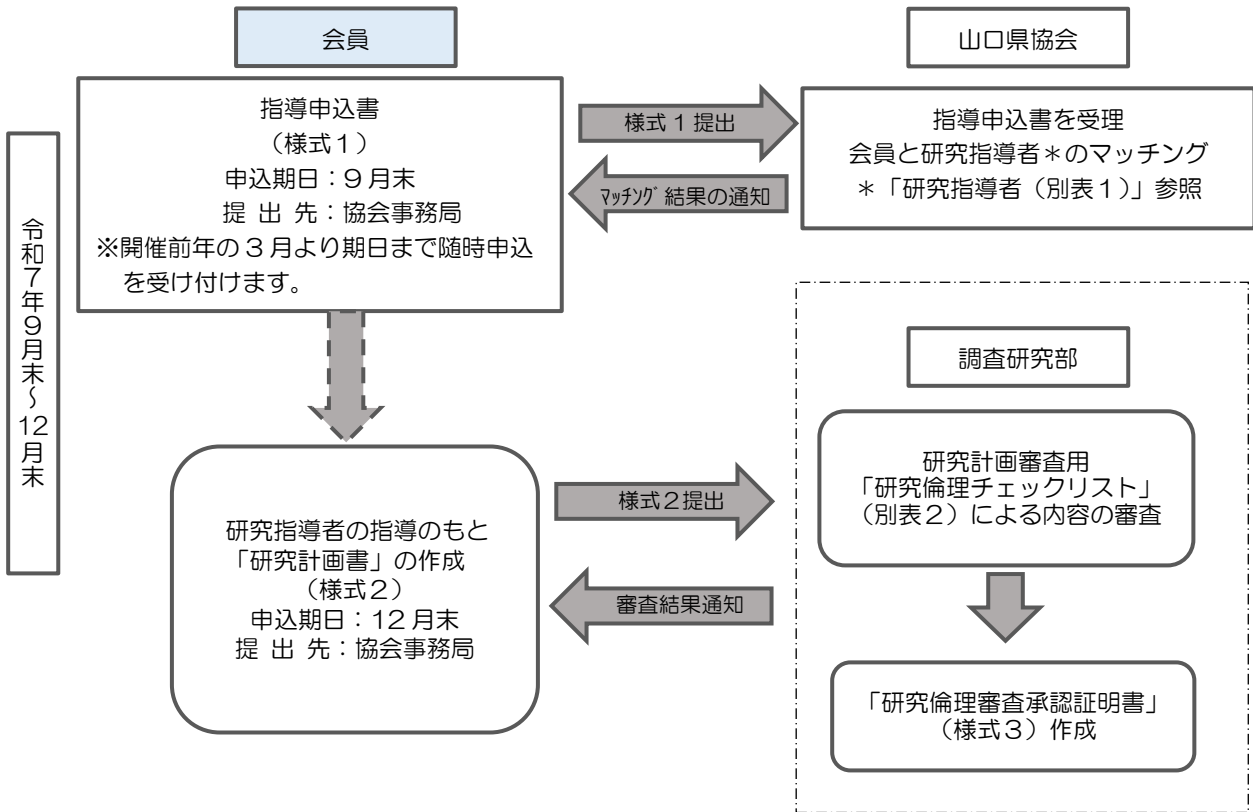 会員
山口県協会
指導申込書
（様式１）
申込期日：９月末
提 出 先：協会事務局
※開催前年の３月より期日まで随時申込
を受け付けます。
様式１提出
マッチング 結果の通知
指導申込書を受理
会員と研究指導者＊のマッチング
＊「研究指導者（別表１）」参照
令和７年９月末～12月末
調査研究部
研究指導者の指導のもと
「研究計画書」の作成
（様式２）
申込期日：12月末
提 出 先：協会事務局
様式２提出
審査結果通知
研究計画審査用
「研究倫理チェックリスト」
（別表２）による内容の審査
「研究倫理審査承認証明書」
（様式３）作成